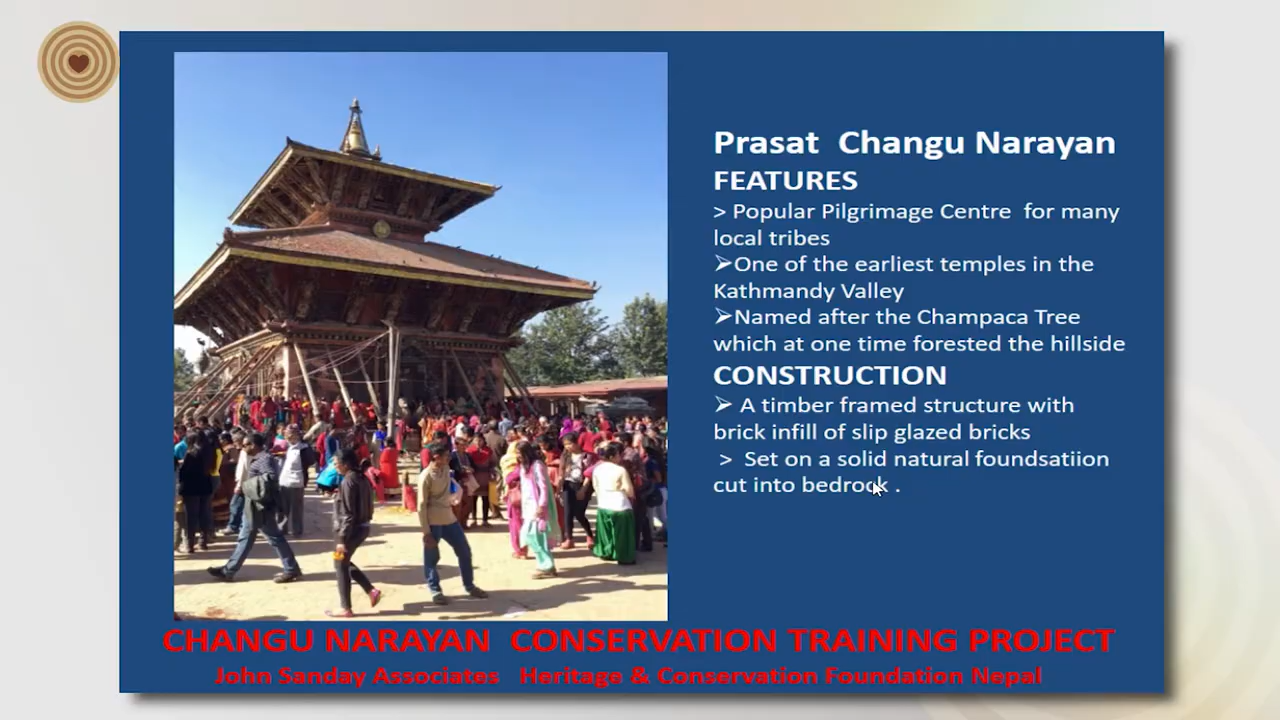 Prasat Changu Narayan
FEATURES
> Popular Pilgrimage Centre for many
local tribes
➢One of the earliest temples in the
Kathmandy Valley
➢Named after the Champaca Tree
which at one time forested the hillside
CONSTRUCTION
➢ A timber framed structure with
brick infill of slip glazed bricks
> Set on a solid natural foundsatiion
cut into bedrock .
CHANGU NARAYAN CONSERVATION TRAINING PROJECT
John Sanday Associates Heritage & Conservation Foundation Nepal